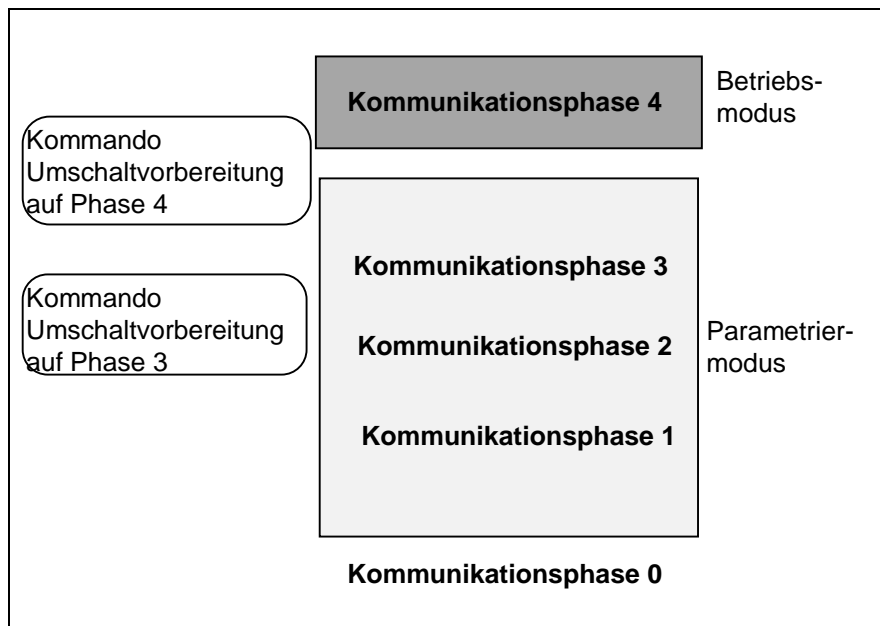 Kommunikationsphase 4
Betriebs-
modus
Kommando
Umschaltvorbereitung
auf Phase 4
Kommunikationsphase 3
Kommando
Umschaltvorbereitung
auf Phase 3
Kommunikationsphase 2
Parametrier-
modus
Kommunikationsphase 1
Kommunikationsphase 0